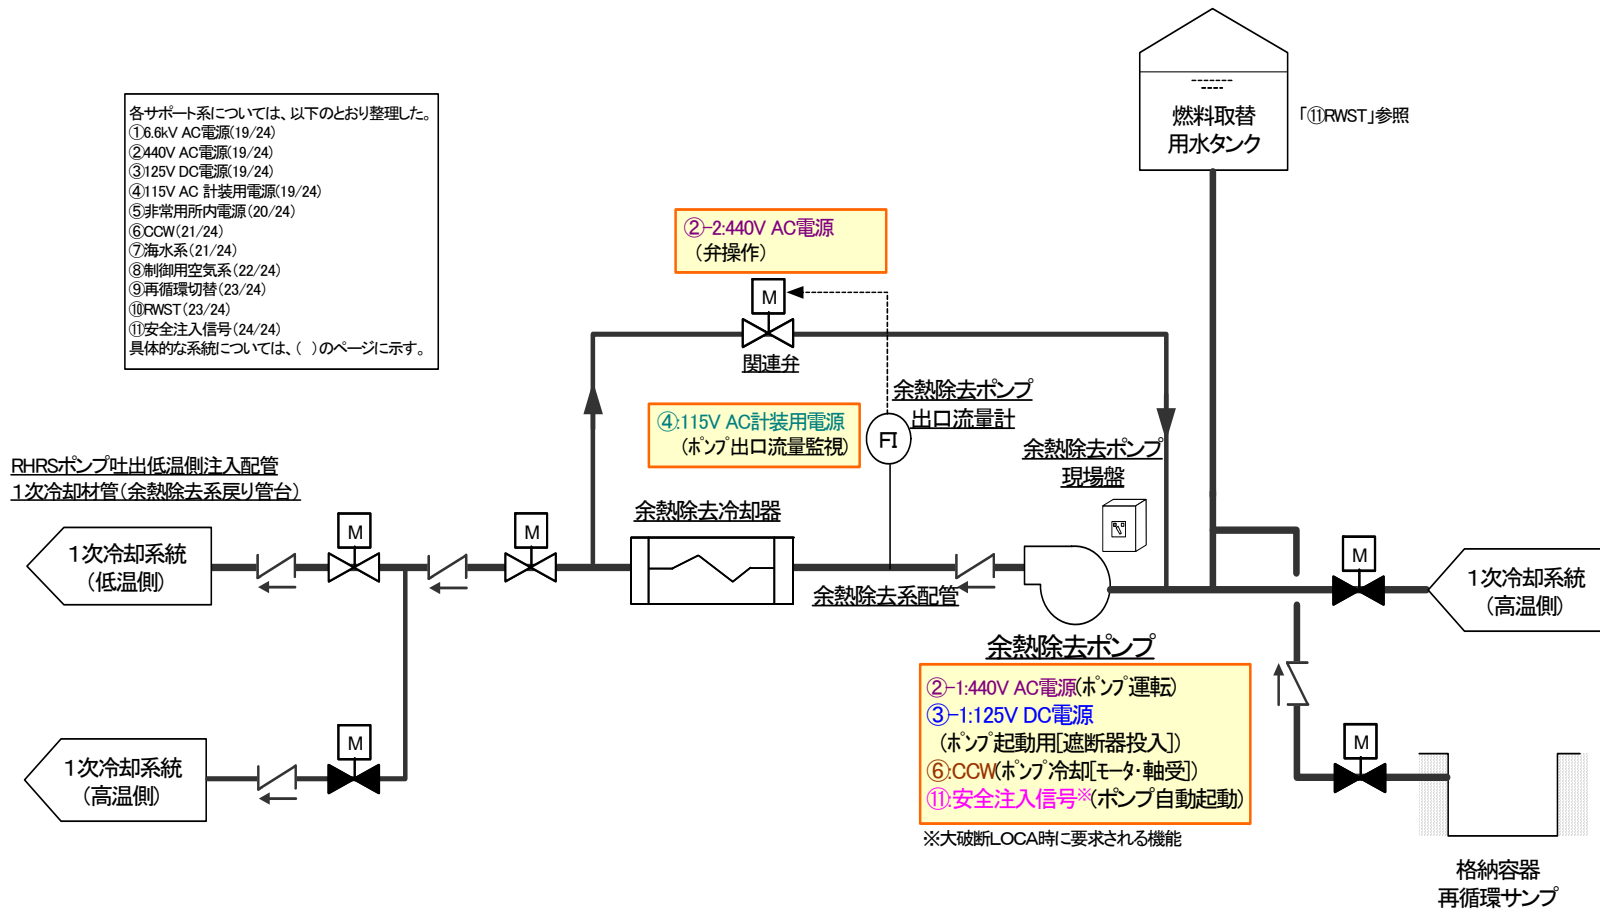 各サポート系については、以下のとおり整理した。
①6.6kV AC電源(19/24)
②440V AC電源(19/24)
③125V DC電源(19/24)
④115V AC 計装用電源(19/24)
⑤非常用所内電源(20/24)
⑥CCW(21/24)
⑦海水系(21/24)
⑧制御用空気系(22/24)
⑨再循環切替(23/24)
⑩RWST(23/24)
⑪安全注入信号(24/24)
具体的な系統については、( )のページに示す。
燃料取替
用水タンク
「⑪RWST」参照
②-2:440V AC電源
(弁操作)
M
関連弁
④:115V AC計装用電源
(ﾎﾟﾝﾌﾟ出口流量監視)
余熱除去ポンプ
出口流量計
FI
余熱除去ポンプ
現場盤
RHRSポンプ吐出低温側注入配管
1次冷却材管(余熱除去系戻り管台)
1次冷却系統
(低温側)
M
M
余熱除去冷却器
余熱除去系配管
M
1次冷却系統
(高温側)
余熱除去ポンプ
②-1:440V AC電源(ﾎﾟﾝﾌﾟ運転)
③-1:125V DC電源
(ﾎﾟﾝﾌﾟ起動用[遮断器投入])
⑥:CCW(ﾎﾟﾝﾌﾟ冷却[ﾓｰﾀ・軸受])
⑪:安全注入信号※(ポンプ自動起動)
※大破断LOCA時に要求される機能
1次冷却系統
(高温側)
M
M
格納容器
再循環サンプ